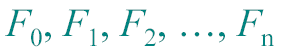 F₀, F₁, F₂, ..., Fₙ